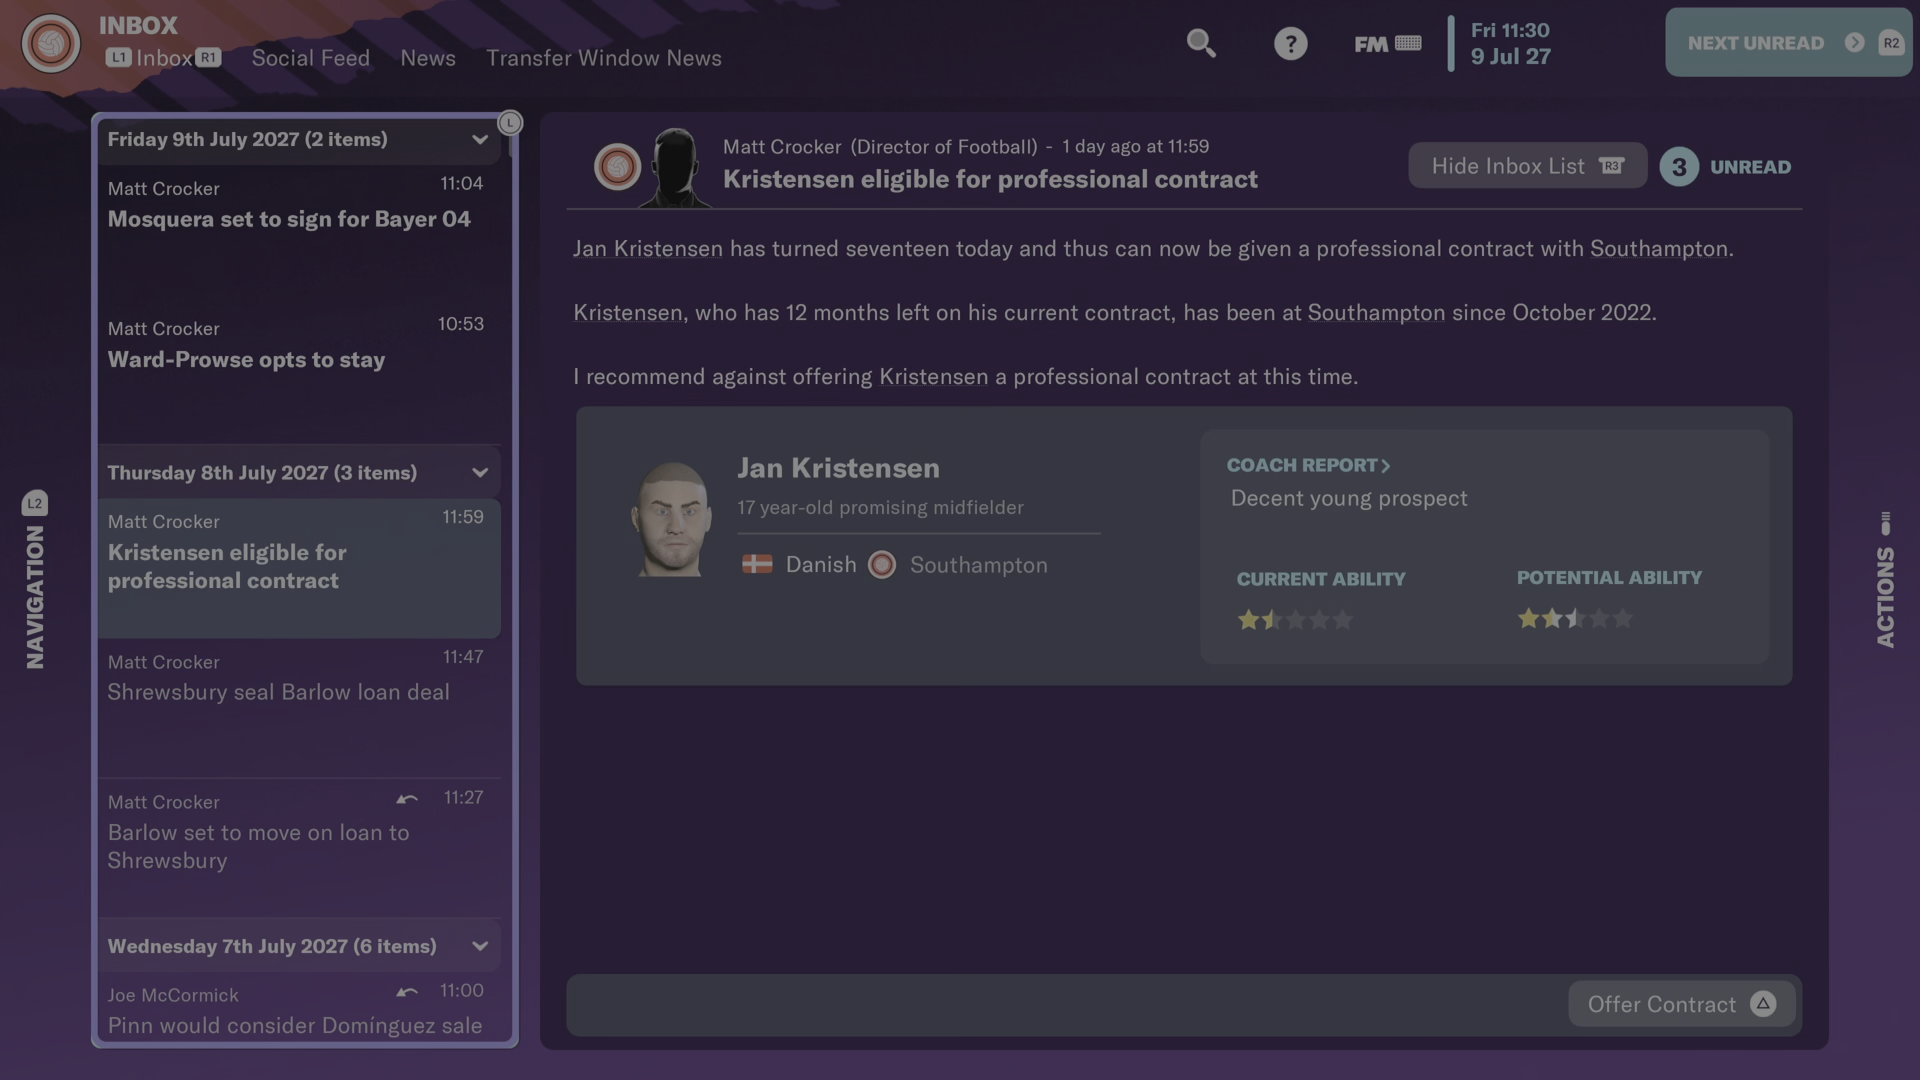 INBOX
L1 Inbox R1 Social Feed News Transfer Window News
?
FM
Fri 11:30
9 Jul 27
NEXT UNREAD R2
L
Friday 9th July 2027 (2 items)
Matt Crocker 11:04
Mosquera set to sign for Bayer 04
Matt Crocker 10:53
Ward-Prowse opts to stay
Thursday 8th July 2027 (3 items)
Matt Crocker 11:59
Kristensen eligible for
professional contract
Matt Crocker 11:47
Shrewsbury seal Barlow loan deal
Matt Crocker 11:27
Barlow set to move on loan to
Shrewsbury
Wednesday 7th July 2027 (6 items)
Joe McCormick 11:00
Pinn would consider Domínguez sale
L2
NAVIGATION
Matt Crocker (Director of Football) - 1 day ago at 11:59
Kristensen eligible for professional contract
Hide Inbox List R3
3 UNREAD
Jan Kristensen has turned seventeen today and thus can now be given a professional contract with Southampton.
Kristensen, who has 12 months left on his current contract, has been at Southampton since October 2022.
I recommend against offering Kristensen a professional contract at this time.
Jan Kristensen
17 year-old promising midfielder
Danish Southampton
COACH REPORT>
Decent young prospect
CURRENT ABILITY
POTENTIAL ABILITY
Offer Contract
ACTIONS